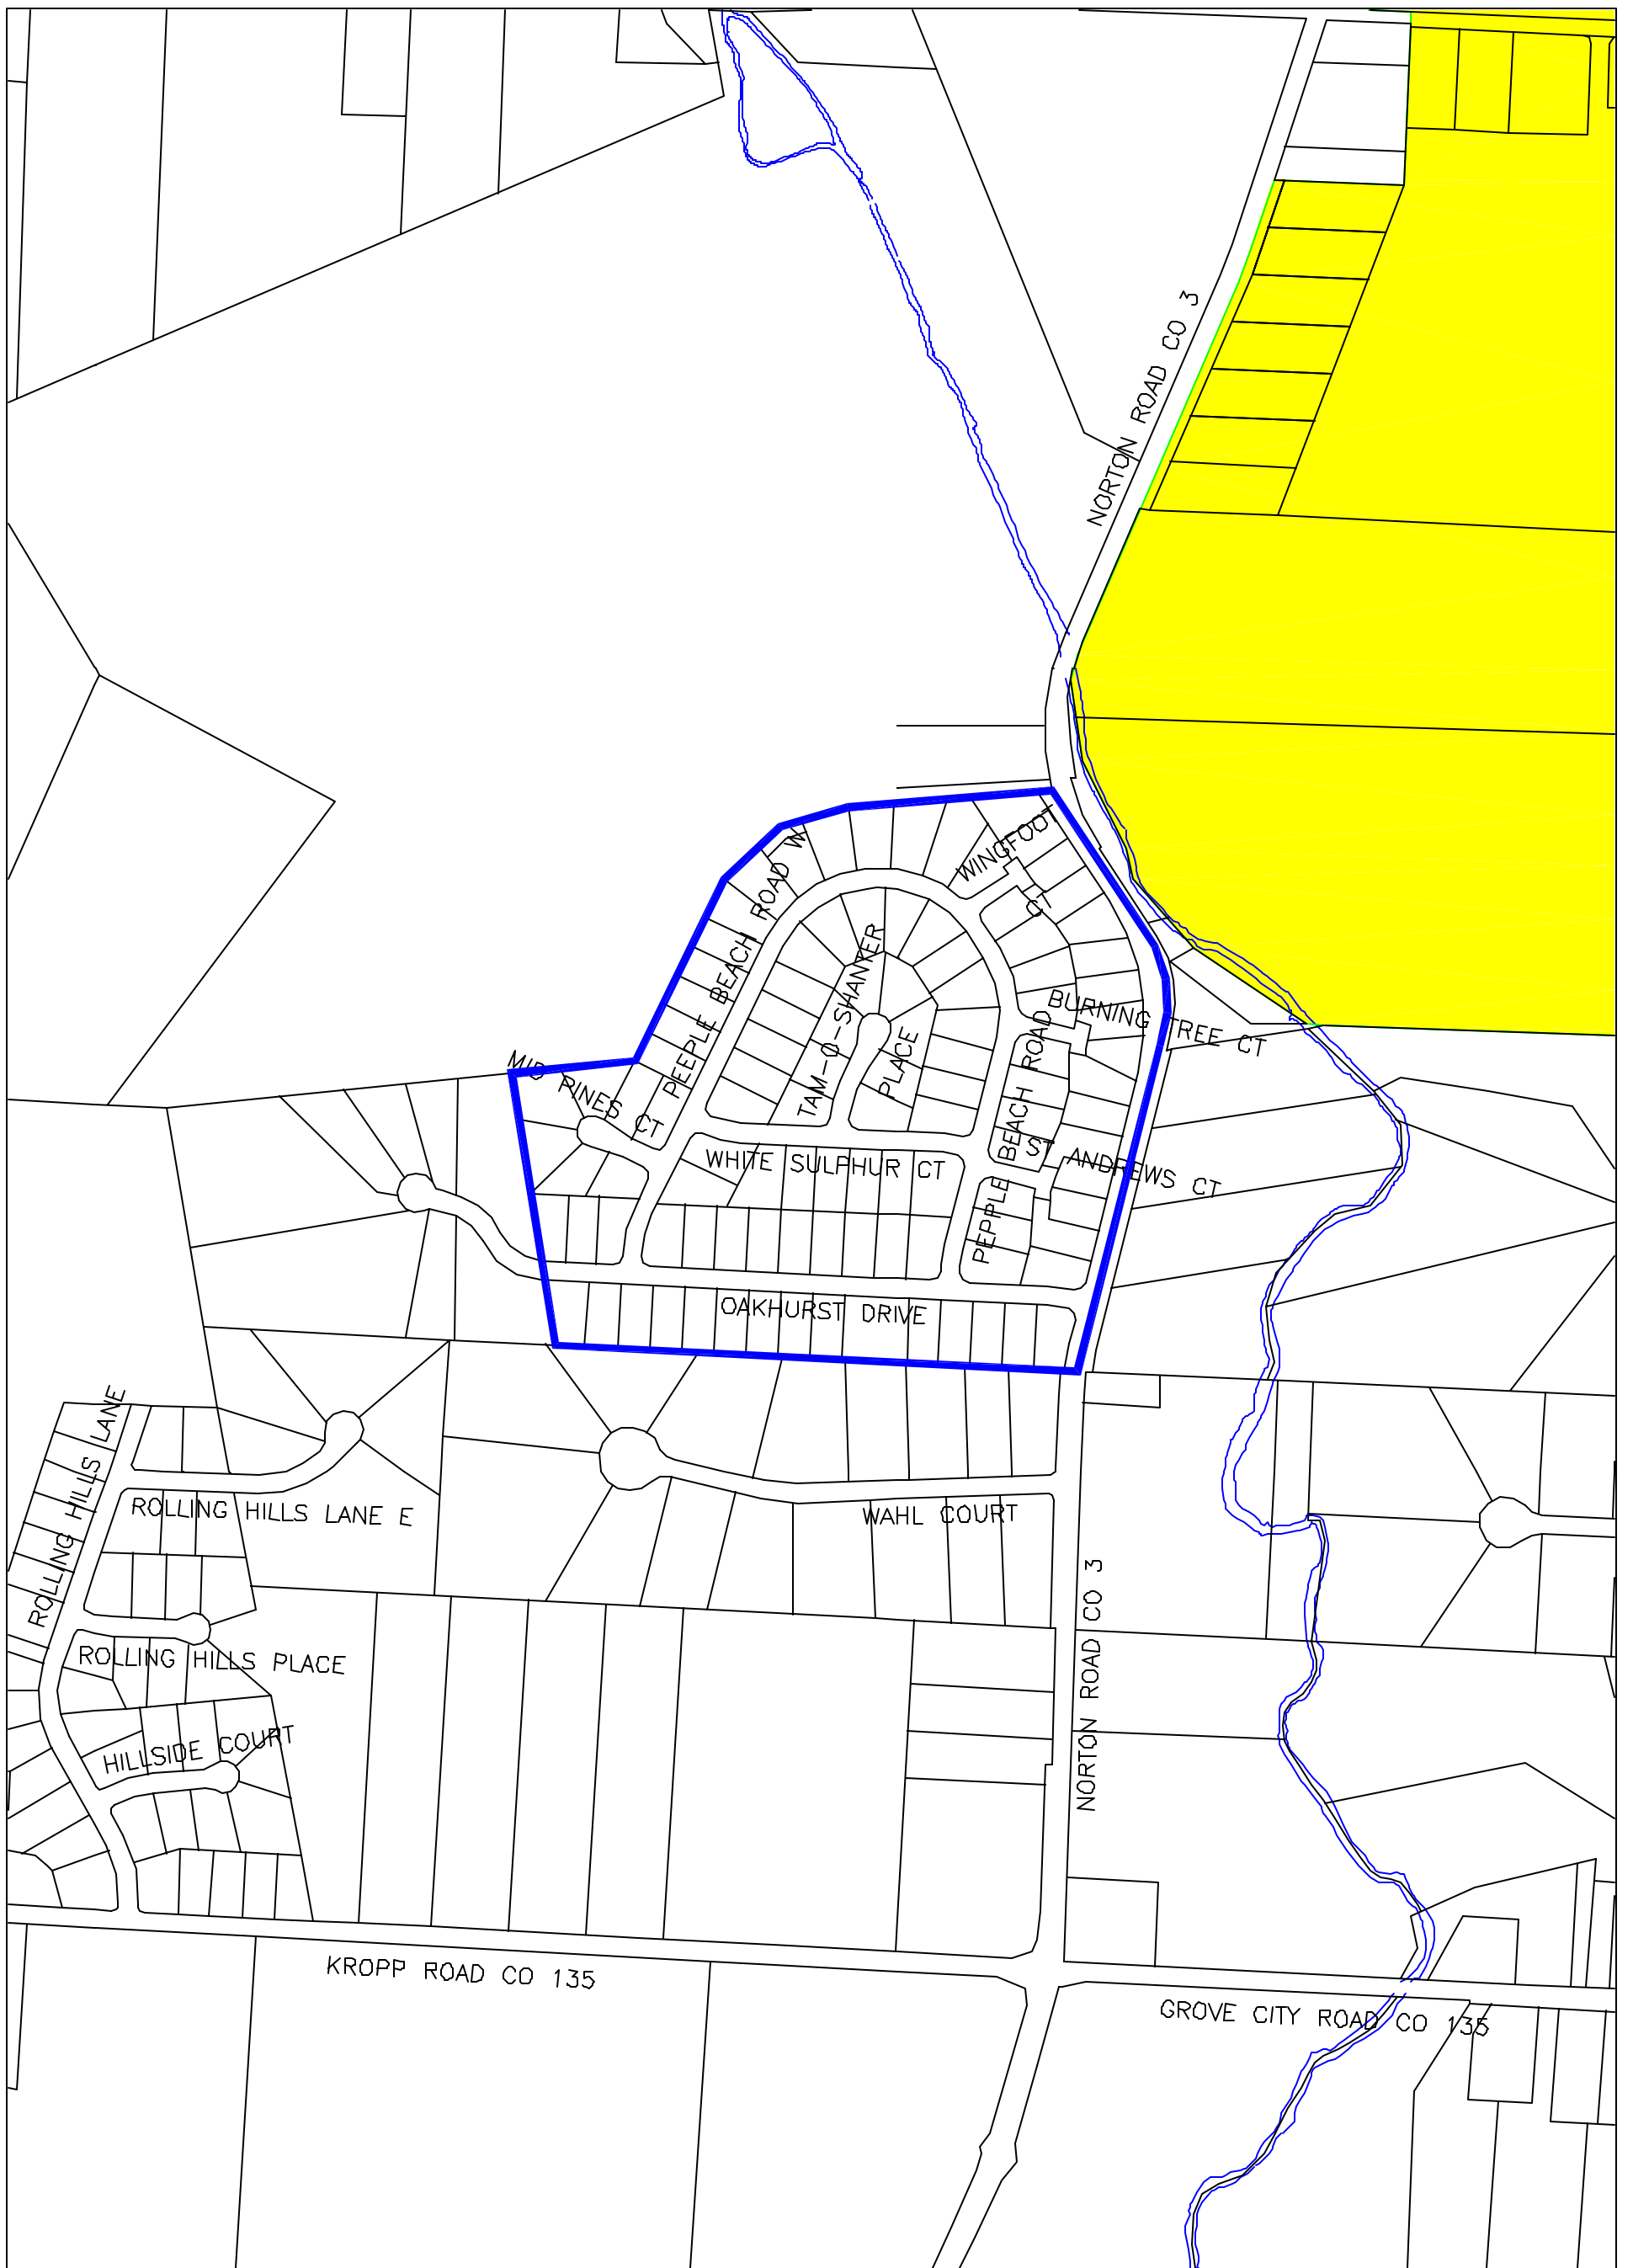 NORTON ROAD CO 3
WINGFOOT
CT
PEEPLE BEACH ROAD W
TAM-O-SHANTER
PLACE
BURNING TREE CT
MID PINES CT
PEPPLE BEACH ROAD
WHITE SULPHUR CT
ST ANDREWS CT
OAKHURST DRIVE
ROLLING HILLS LANE
ROLLING HILLS LANE E
WAHL COURT
NORTON ROAD CO 3
ROLLING HILLS PLACE
HILLSIDE COURT
KROPP ROAD CO 135
GROVE CITY ROAD CO 135